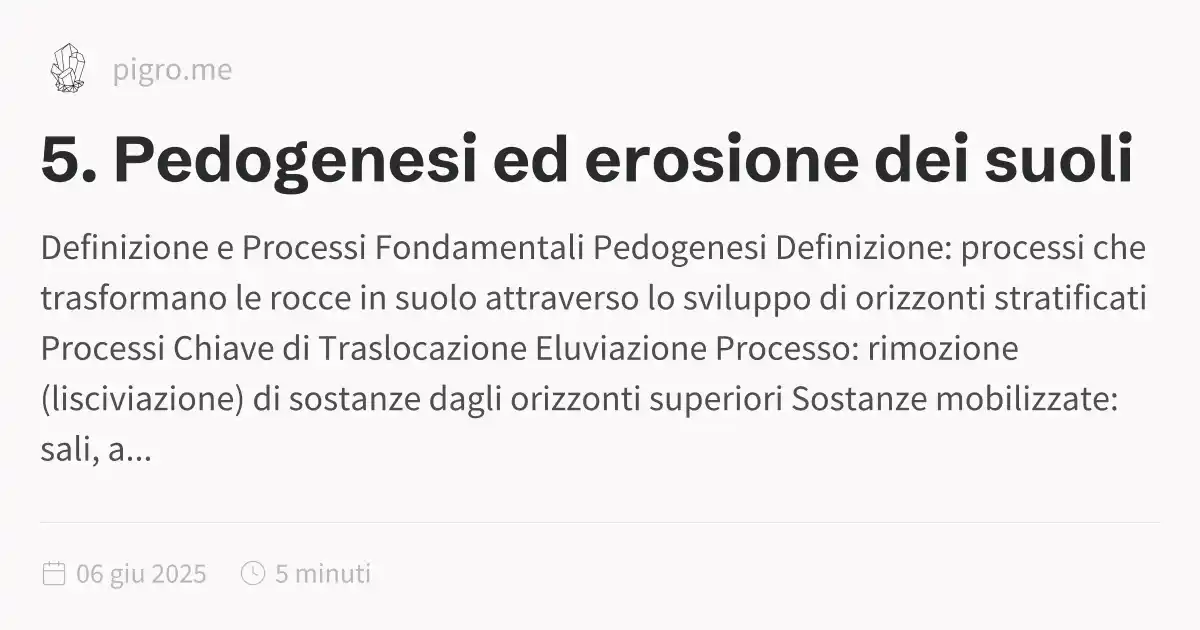 pigro.me
5. Pedogenesi ed erosione dei suoli
Definizione e Processi Fondamentali Pedogenesi Definizione: processi che
trasformano le rocce in suolo attraverso lo sviluppo di orizzonti stratificati
Processi Chiave di Traslocazione Eluviazione Processo: rimozione
(lisciviazione) di sostanze dagli orizzonti superiori Sostanze mobilizzate:
sali, a...
06 giu 2025 5 minuti